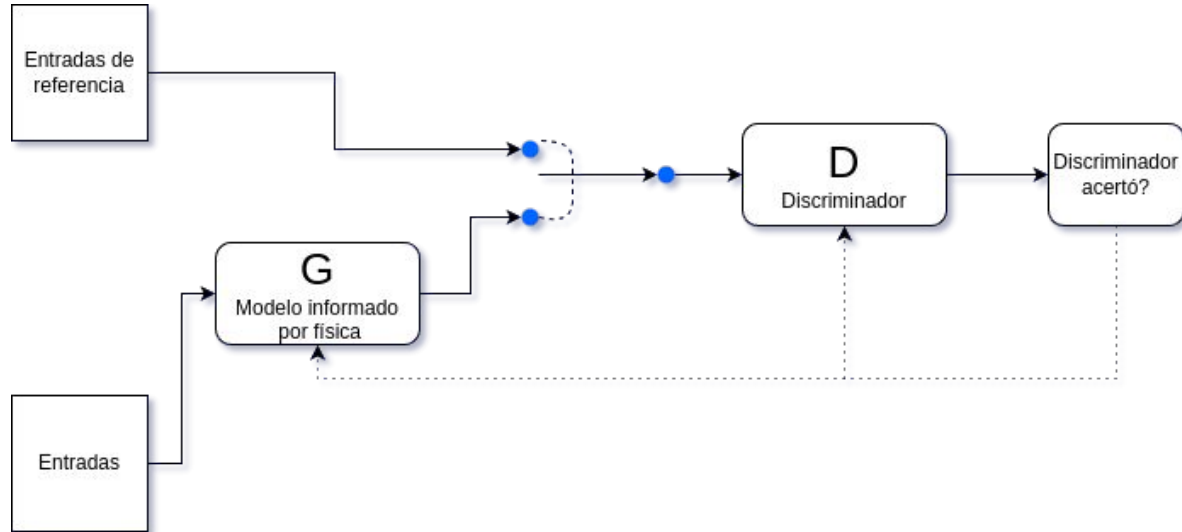 Entradas de
referencia
D
Discriminador
Discriminador
acertó?
G
Modelo informado
por física
Entradas